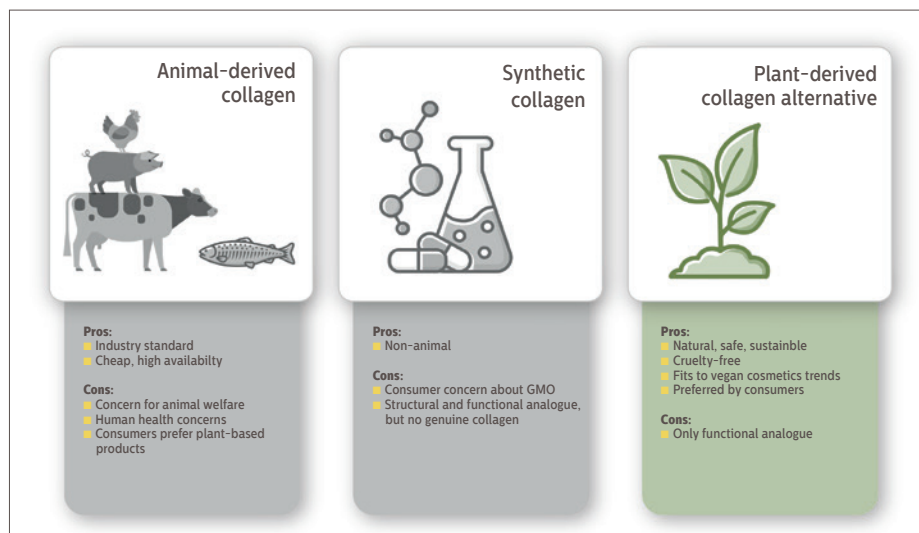 Animal-derived
collagen
Pros:
Industry standard
Cheap, high availabilty
Cons:
Concern for animal welfare
Human health concerns
Consumers prefer plant-based
products
Synthetic
collagen
Pros:
Non-animal
Cons:
Consumer concern about GMO
Structural and functional analogue,
but no genuine collagen
Plant-derived
collagen alternative
Pros:
Natural, safe, sustainble
Cruelty-free
Fits to vegan cosmetics trends
Preferred by consumers
Cons:
Only functional analogue